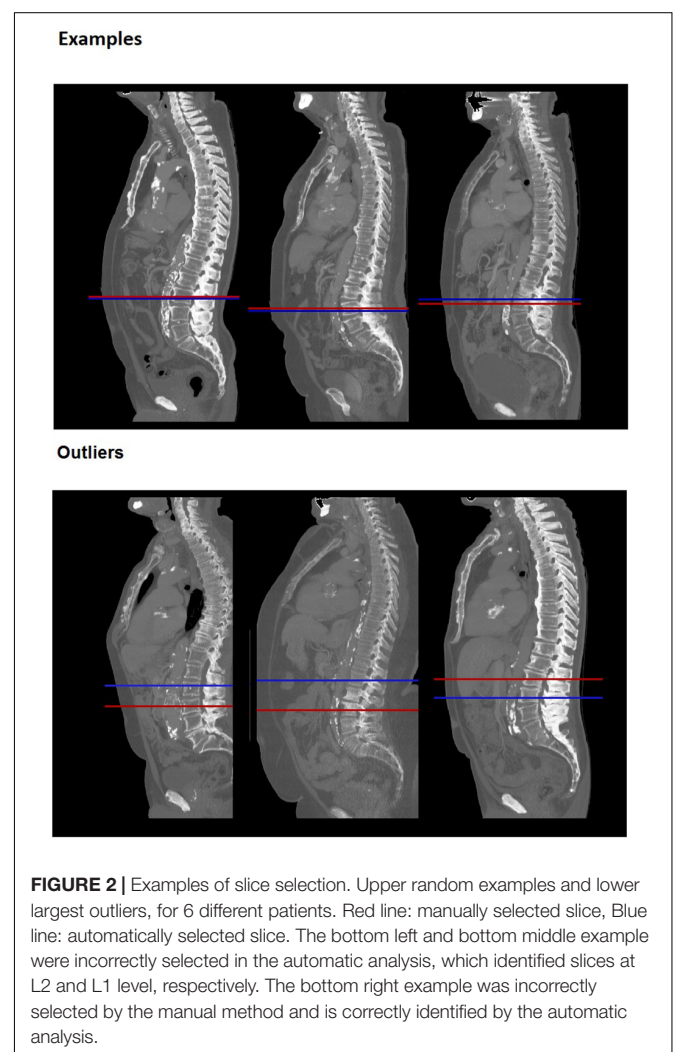 Examples
Outliers
FIGURE 2 | Examples of slice selection. Upper random examples and lower
largest outliers, for 6 different patients. Red line: manually selected slice, Blue
line: automatically selected slice. The bottom left and bottom middle example
were incorrectly selected in the automatic analysis, which identified slices at
L2 and L1 level, respectively. The bottom right example was incorrectly
selected by the manual method and is correctly identified by the automatic
analysis.